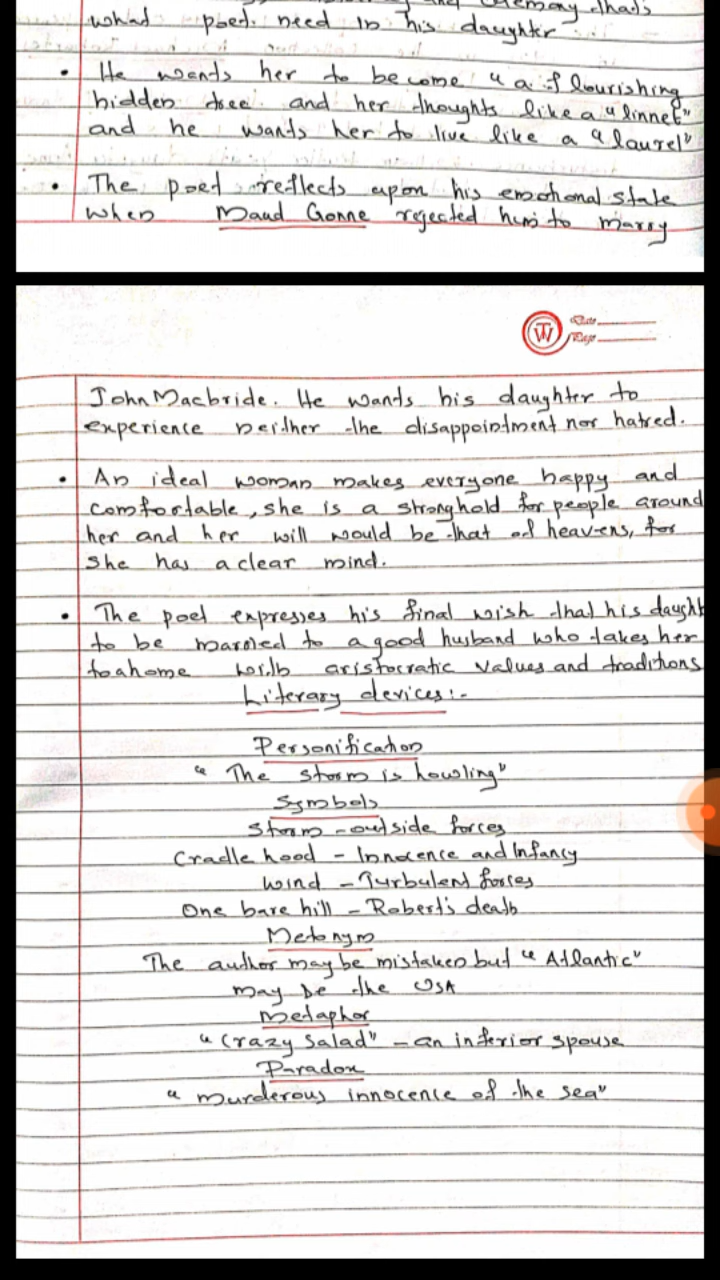 what poet need in his daughter
• He wants her to become "a flourishing
hidden tree and her thoughts like a "linnet"
and he wants her to live like a "laurel"
• The poet reflects upon his emotional state
when Maud Gonne rejected him to marry
Date
Page
John Macbride. He wants his daughter to
experience neither the disappointment nor hatred.
• An ideal woman makes everyone happy and
comfortable, she is a stronghold for people around
her and her will would be that of heavens, for
she has a clear mind.
• The poet expresses his final wish that his daught
to be married to a good husband who takes her
to a home with aristocratic values and traditions
Literary devices:-
Personification
"The storm is howling"
Symbols
Storm - outside forces
Cradle hood - Innocence and Infancy
Wind - Turbulent forces
One bare hill - Robert's death
Metonym
The author may be mistaken but "Atlantic"
may be the USA
Metaphor
"Crazy Salad" - an inferior spouse
Paradox
"murderous innocence of the sea"